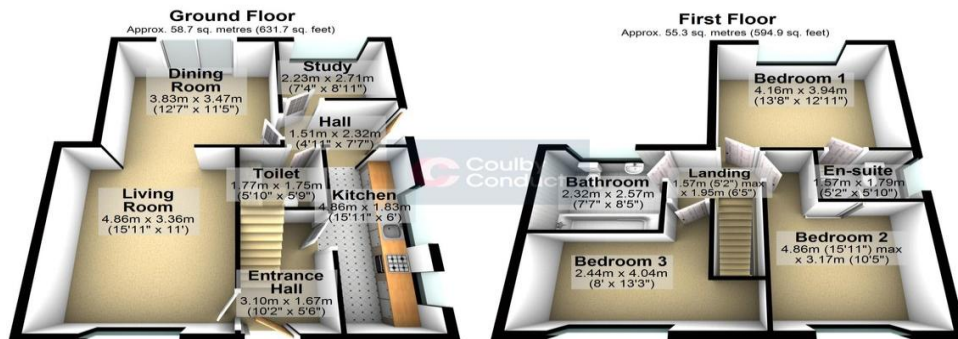 Ground Floor
Approx. 58.7 sq. metres (631.7 sq. feet)
Dining
Room
3.83m x 3.47m
(12'7" x 11'5")
Study
2.23m x 2.71m
(7'4" x 8'11")
Hall
1.51m x 2.32m
(4'11" x 7'7")
Toilet
1.77m x 1.75m
(5'10" x 5'9")
Living
Room
4.86m x 3.36m
(15'11" x 11')
Kitchen
4.86m x 1.83m
(15'11" x 6')
Entrance
Hall
3.10m x 1.67m
(10'2" x 5'6")
Coulby
Conduct
First Floor
Approx. 55.3 sq. metres (594.9 sq. feet)
Bedroom 1
4.16m x 3.94m
(13'8" x 12'11")
Bathroom
2.32m x 2.57m
(7'7" x 8'5")
Landing
1.57m (5'2") max
x 1.95m (6'5")
En-suite
1.57m x 1.79m
(5'2" x 5'10")
Bedroom 2
4.86m (15'11") max
x 3.17m (10'5")
Bedroom 3
2.44m x 4.04m
(8' x 13'3")